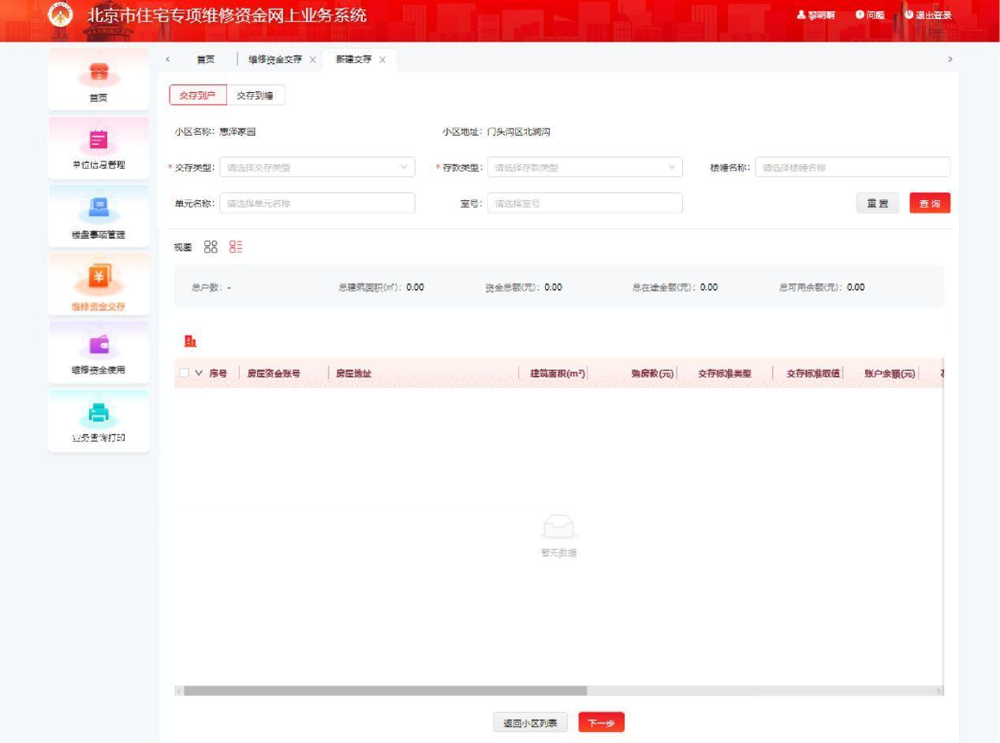 北京市住宅专项维修资金网上业务系统
黎明啊 问题 退出登录
首页 维修资金交存 新建交存
首页
单位信息管理
楼盘事项管理
维修资金交存
维修资金使用
业务查询打印
交存到户 交存到幢
小区名称: 惠泽家园 小区地址: 门头沟区北涧沟
* 交存类型: 请选择交存类型 * 存款类型: 请选择存款类型 楼幢名称: 请选择楼幢名称
单元名称: 请选择单元名称 室号: 请选择室号 重置 查询
视图
总户数: - 总建筑面积(㎡): 0.00 资金总额(元): 0.00 总在途金额(元): 0.00 总可用余额(元): 0.00
序号 房屋资金账号 房屋地址 建筑面积(m²) 购房款(元) 交存标准类型 交存标准取值 账户余额(元)
暂无数据
返回小区列表 下一步